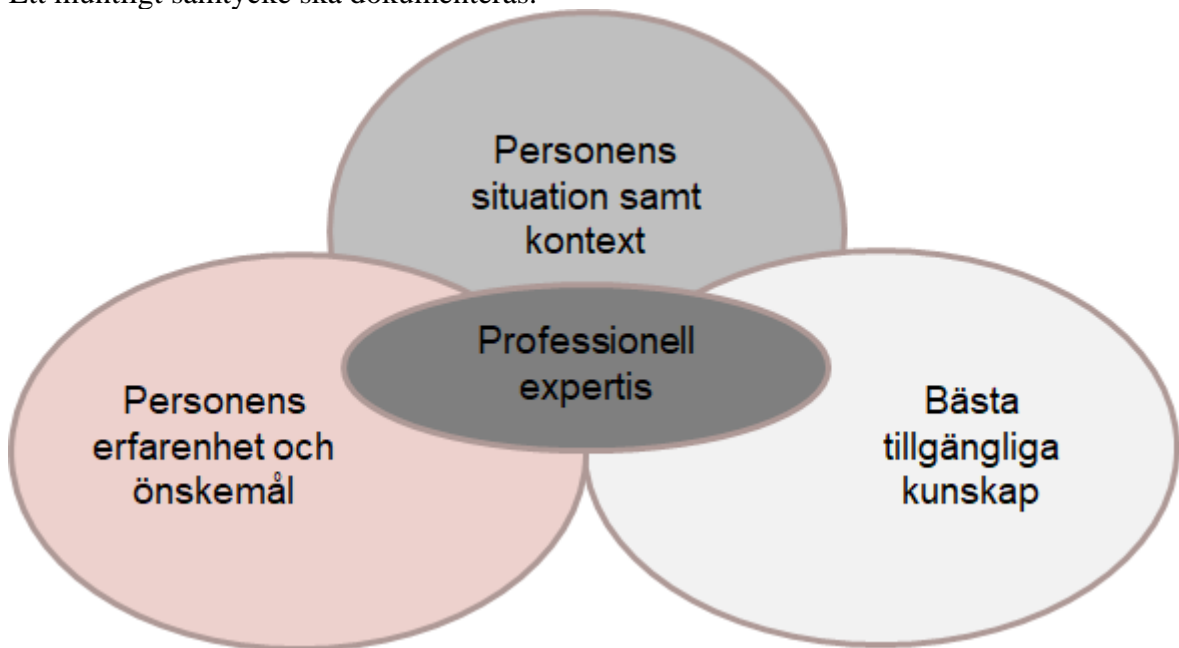 Ett muntligt samtycke ska dokumenteras.
Personens
situation samt
kontext
Professionell
expertis
Personens
erfarenhet och
önskemål
Bästa
tillgängliga
kunskap